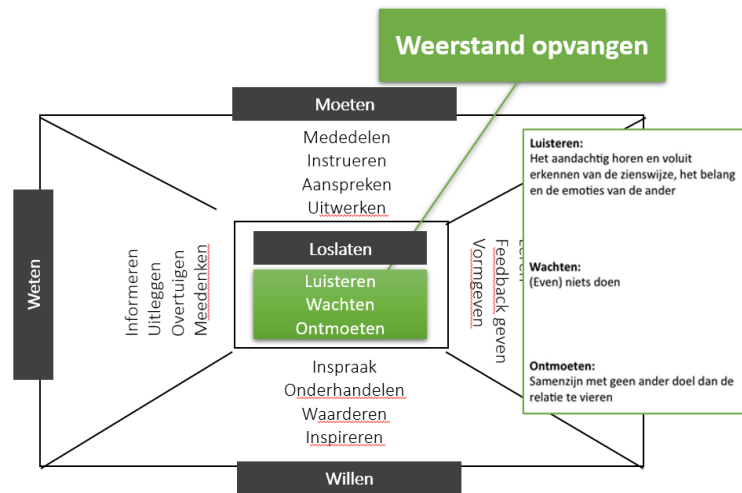 Weerstand opvangen
Moeten
Mededelen
Instrueren
Aanspreken
Uitwerken
Weten
Informeren
Uitleggen
Overtuigen
Meedenken
Loslaten
Luisteren
Wachten
Ontmoeten
Feedback geven
Vormgeven
Luisteren:
Het aandachtig horen en voluit
erkennen van de zienswijze, het belang
en de emoties van de ander
Wachten:
(Even) niets doen
Ontmoeten:
Samenzijn met geen ander doel dan de
relatie te vieren
Inspraak
Onderhandelen
Waarderen
Inspireren
Willen